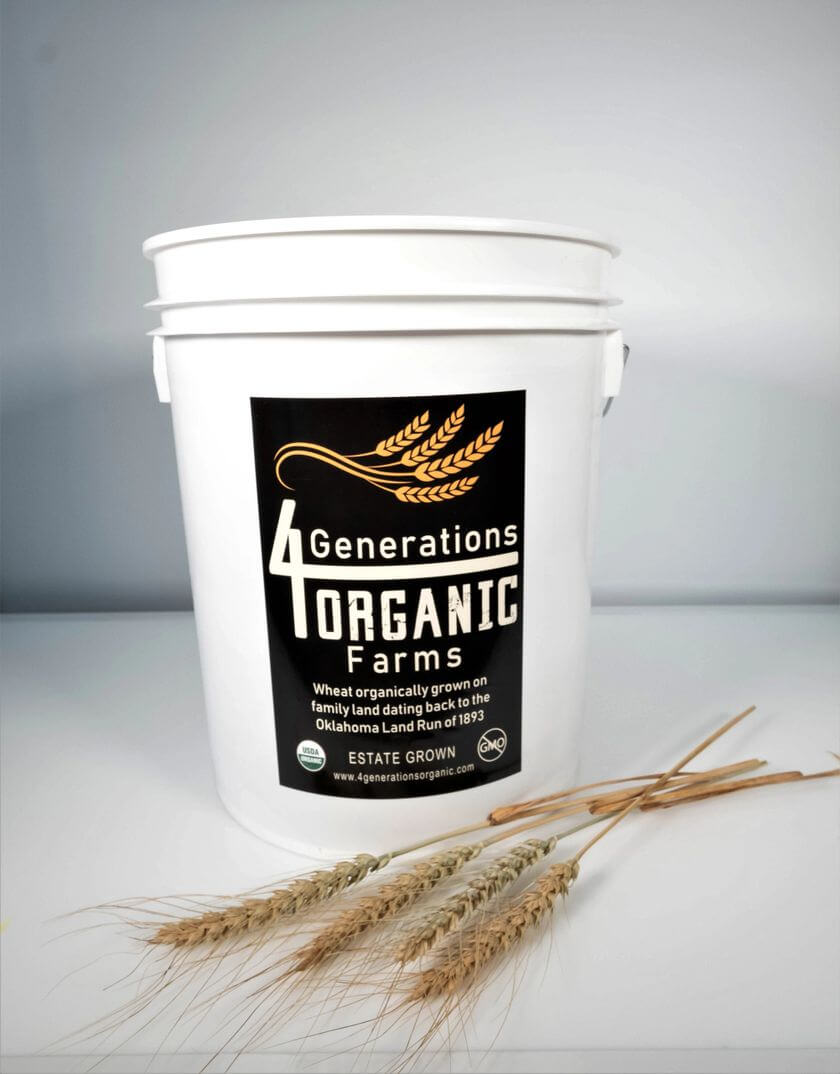 4 Generations
ORGANIC
Farms
Wheat organically grown on
family land dating back to the
Oklahoma Land Run of 1893
USDA
ORGANIC
ESTATE GROWN
GMO
www.4generationsorganic.com